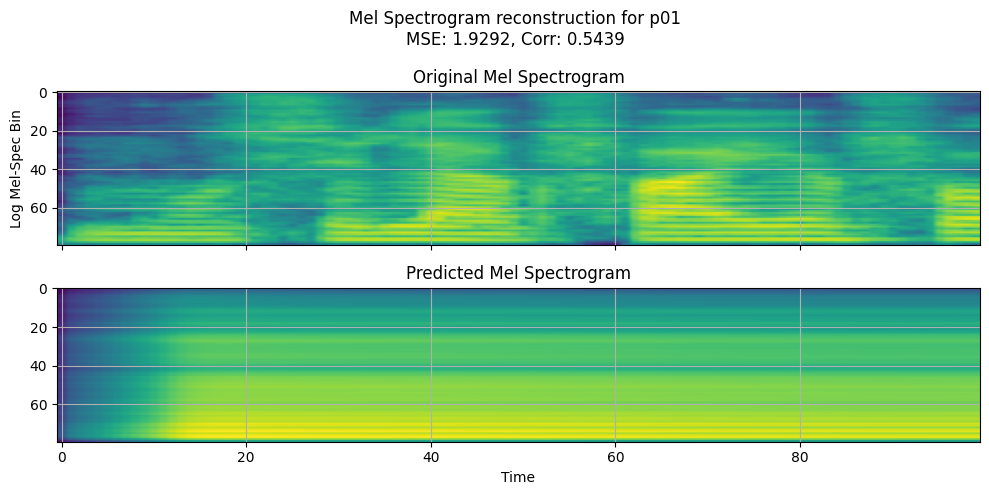 Mel Spectrogram reconstruction for p01
MSE: 1.9292, Corr: 0.5439
Original Mel Spectrogram
0
20
40
60
Log Mel-Spec Bin
Predicted Mel Spectrogram
0
20
40
60
0 20 40 60 80
Time